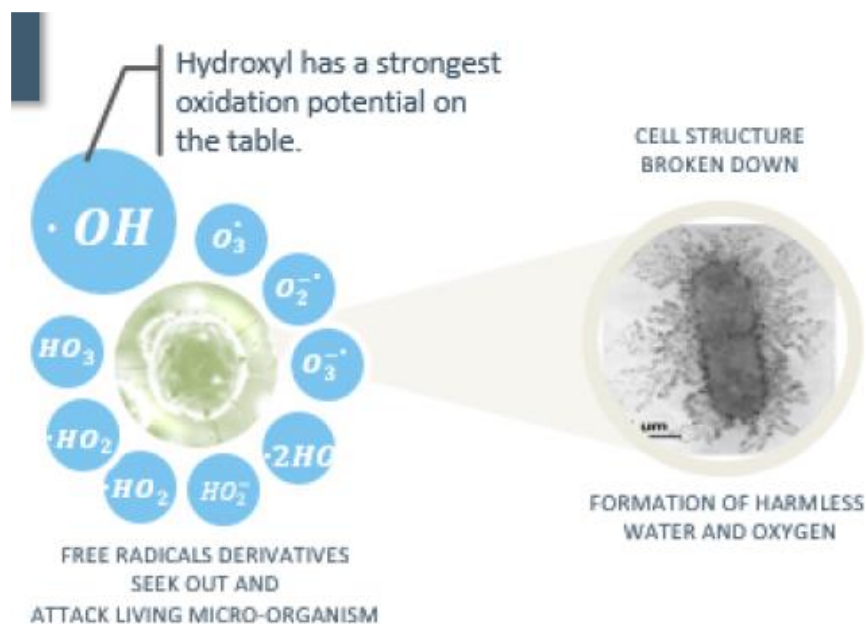 Hydroxyl has a strongest
oxidation potential on
the table.
CELL STRUCTURE
BROKEN DOWN
· OH
O₃˙
O₂⁻˙
HO₃
O₃⁻˙
·HO₂
·2HO
·HO₂
HO₂⁻
um
FORMATION OF HARMLESS
WATER AND OXYGEN
FREE RADICALS DERIVATIVES
SEEK OUT AND
ATTACK LIVING MICRO-ORGANISM